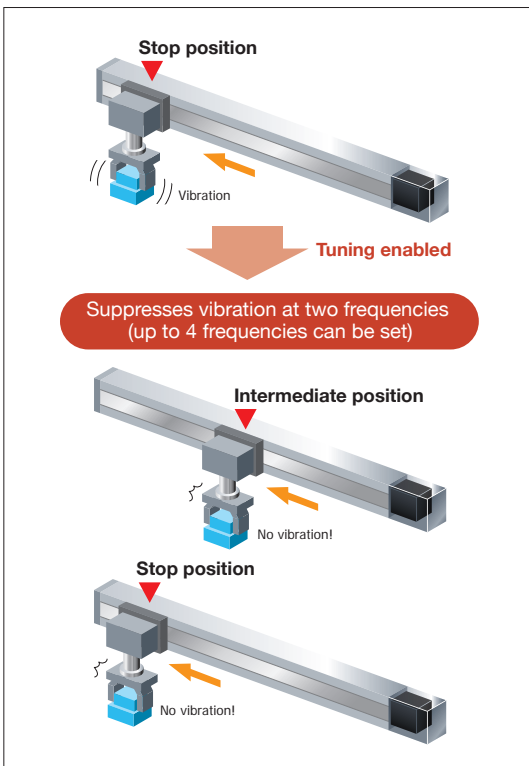 Stop position
Vibration
Tuning enabled
Suppresses vibration at two frequencies
(up to 4 frequencies can be set)
Intermediate position
No vibration!
Stop position
No vibration!